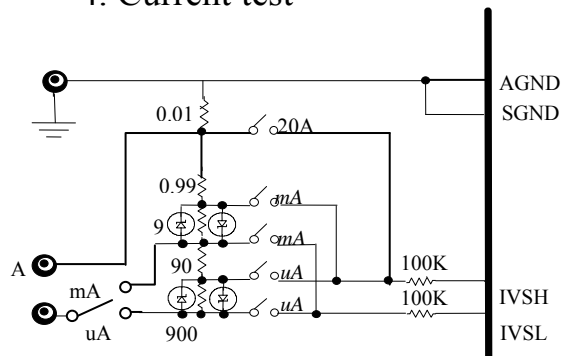 4. Current test
AGND
SGND
0.01
20A
0.99
mA
9
mA
A
90
uA
100K
mA
IVSH
uA
100K
uA
900
IVSL